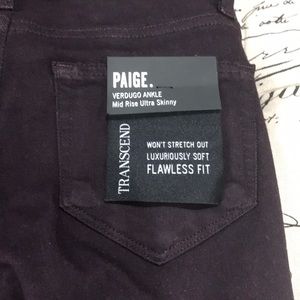 PAIGE.
VERDUGO ANKLE
Mid Rise Ultra Skinny
TRANSCEND
WON'T STRETCH OUT
LUXURIOUSLY SOFT
FLAWLESS FIT